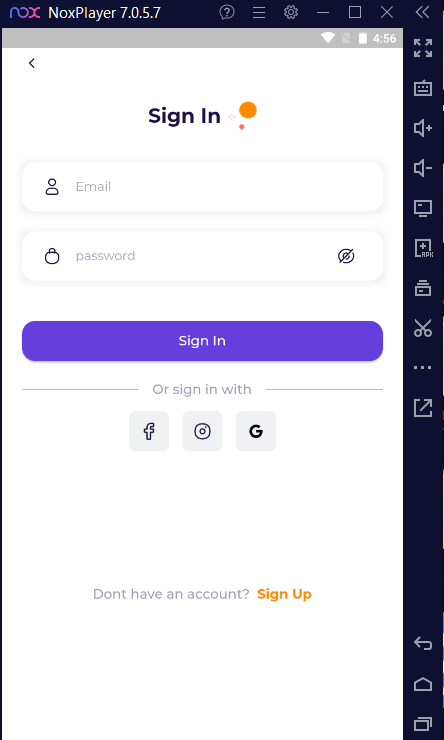 nox NoxPlayer 7.0.5.7
4:56
Sign In
Email
password
Sign In
Or sign in with
G
Dont have an account? Sign Up
APK